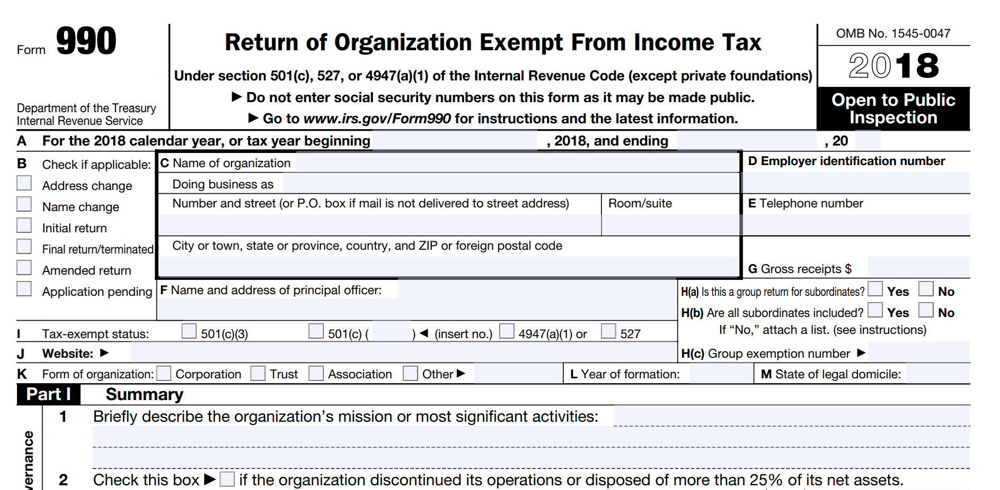 Form 990
Return of Organization Exempt From Income Tax
OMB No. 1545-0047
Under section 501(c), 527, or 4947(a)(1) of the Internal Revenue Code (except private foundations)
2018
▶ Do not enter social security numbers on this form as it may be made public.
Department of the Treasury
Internal Revenue Service
▶ Go to www.irs.gov/Form990 for instructions and the latest information.
Open to Public
Inspection
A For the 2018 calendar year, or tax year beginning , 2018, and ending , 20
B Check if applicable:
Address change
Name change
Initial return
Final return/terminated
Amended return
Application pending
C Name of organization
Doing business as
Number and street (or P.O. box if mail is not delivered to street address) Room/suite
City or town, state or province, country, and ZIP or foreign postal code
D Employer identification number
E Telephone number
G Gross receipts $
F Name and address of principal officer:
H(a) Is this a group return for subordinates? Yes No
H(b) Are all subordinates included? Yes No
If “No,” attach a list. (see instructions)
I Tax-exempt status: 501(c)(3) 501(c) ( ) ◀ (insert no.) 4947(a)(1) or 527
J Website: ▶
H(c) Group exemption number ▶
K Form of organization: Corporation Trust Association Other ▶ L Year of formation: M State of legal domicile:
Part I Summary
1 Briefly describe the organization’s mission or most significant activities:
2 Check this box ▶ if the organization discontinued its operations or disposed of more than 25% of its net assets.